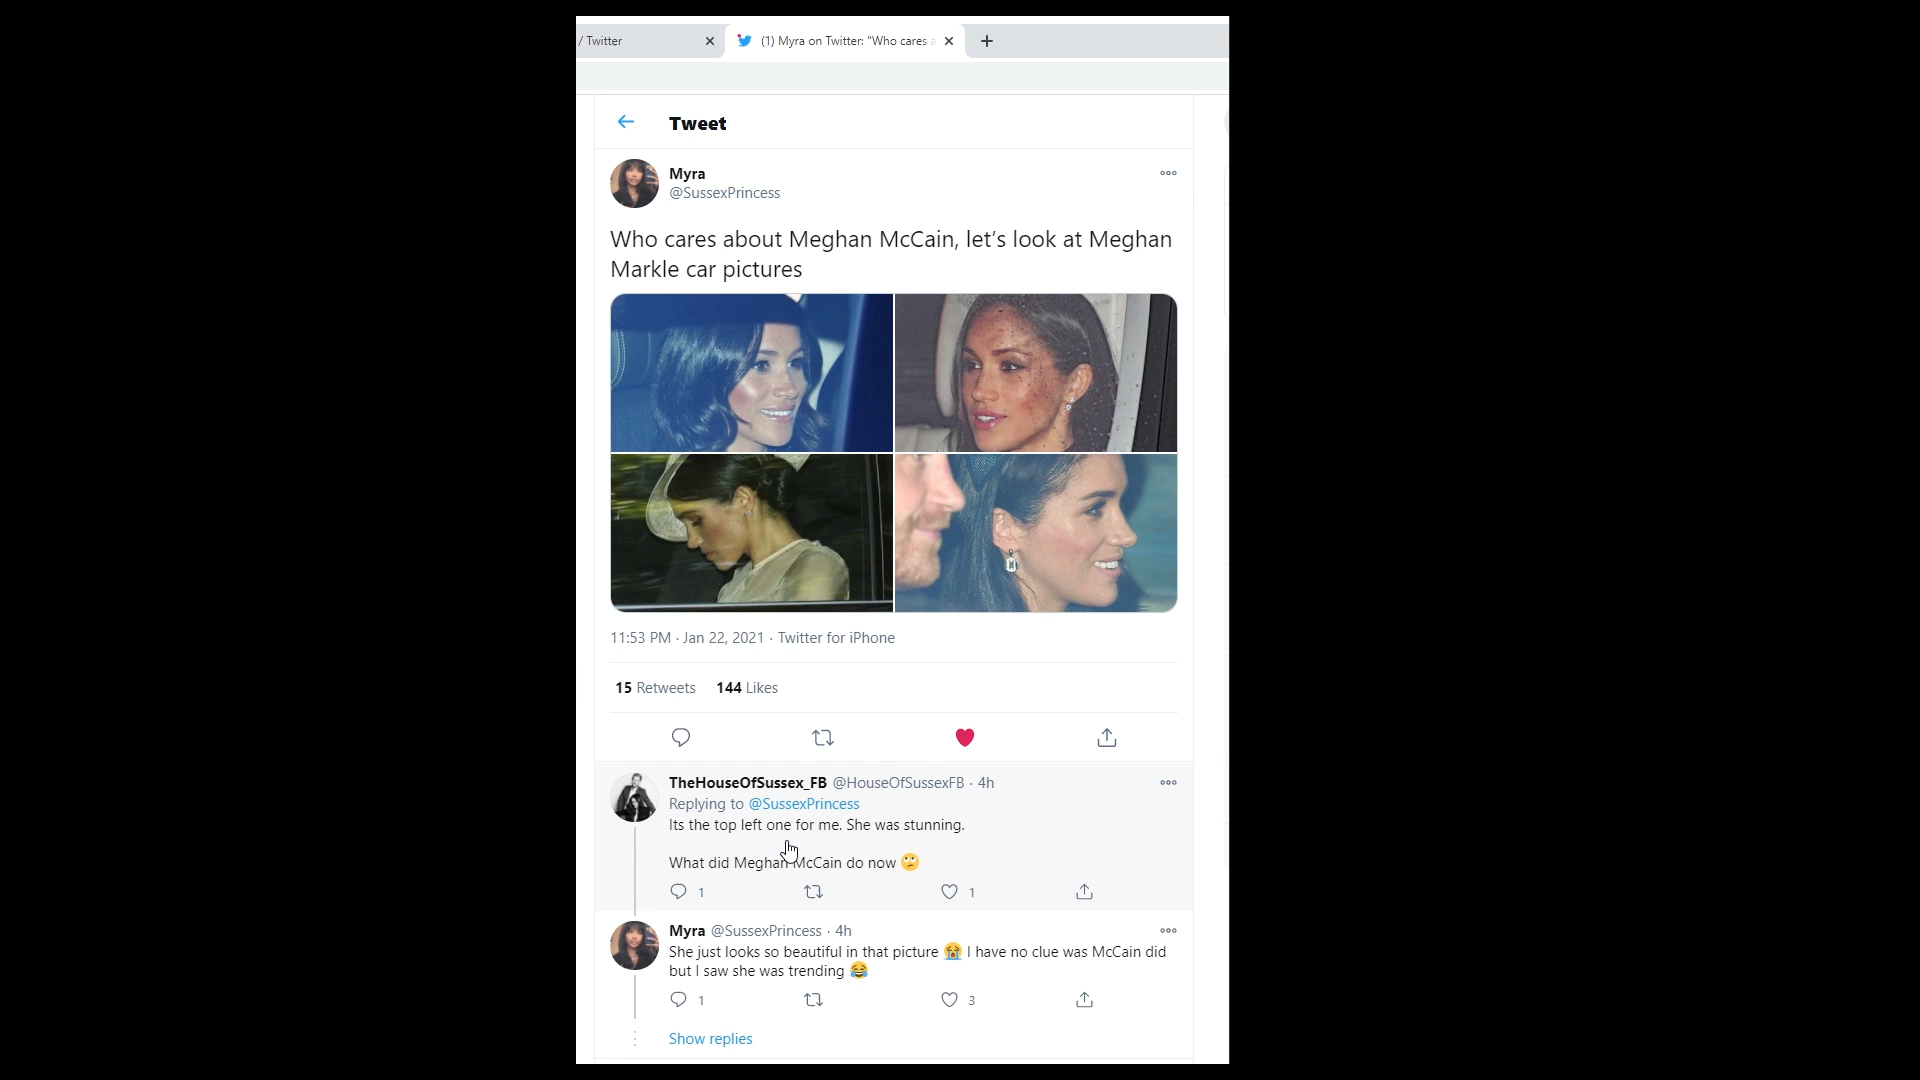 / Twitter
(1) Myra on Twitter: "Who cares a
Tweet
Myra
@SussexPrincess
Who cares about Meghan McCain, let’s look at Meghan
Markle car pictures
11:53 PM · Jan 22, 2021 · Twitter for iPhone
15 Retweets 144 Likes
TheHouseOfSussex_FB @HouseOfSussexFB · 4h
Replying to @SussexPrincess
Its the top left one for me. She was stunning.
What did Meghan McCain do now 🙄
1 1
Myra @SussexPrincess · 4h
She just looks so beautiful in that picture 😭 I have no clue was McCain did
but I saw she was trending 😂
1 3
Show replies